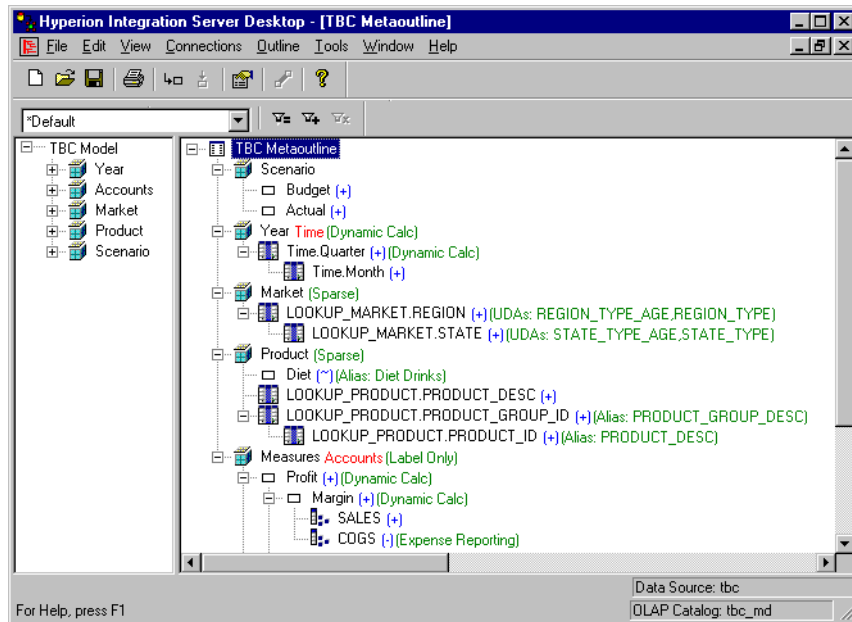 Hyperion Integration Server Desktop - [TBC Metaoutline]
File Edit View Connections Outline Tools Window Help
*Default
TBC Model
Year
Accounts
Market
Product
Scenario
TBC Metaoutline
Scenario
Budget (+)
Actual (+)
Year Time (Dynamic Calc)
Time.Quarter (+)(Dynamic Calc)
Time.Month (+)
Market (Sparse)
LOOKUP_MARKET.REGION (+)(UDAs: REGION_TYPE_AGE,REGION_TYPE)
LOOKUP_MARKET.STATE (+)(UDAs: STATE_TYPE_AGE,STATE_TYPE)
Product (Sparse)
Diet (~)(Alias: Diet Drinks)
LOOKUP_PRODUCT.PRODUCT_DESC (+)
LOOKUP_PRODUCT.PRODUCT_GROUP_ID (+)(Alias: PRODUCT_GROUP_DESC)
LOOKUP_PRODUCT.PRODUCT_ID (+)(Alias: PRODUCT_DESC)
Measures Accounts (Label Only)
Profit (+)(Dynamic Calc)
Margin (+)(Dynamic Calc)
SALES (+)
COGS (-)(Expense Reporting)
Data Source: tbc
For Help, press F1
OLAP Catalog: tbc_md